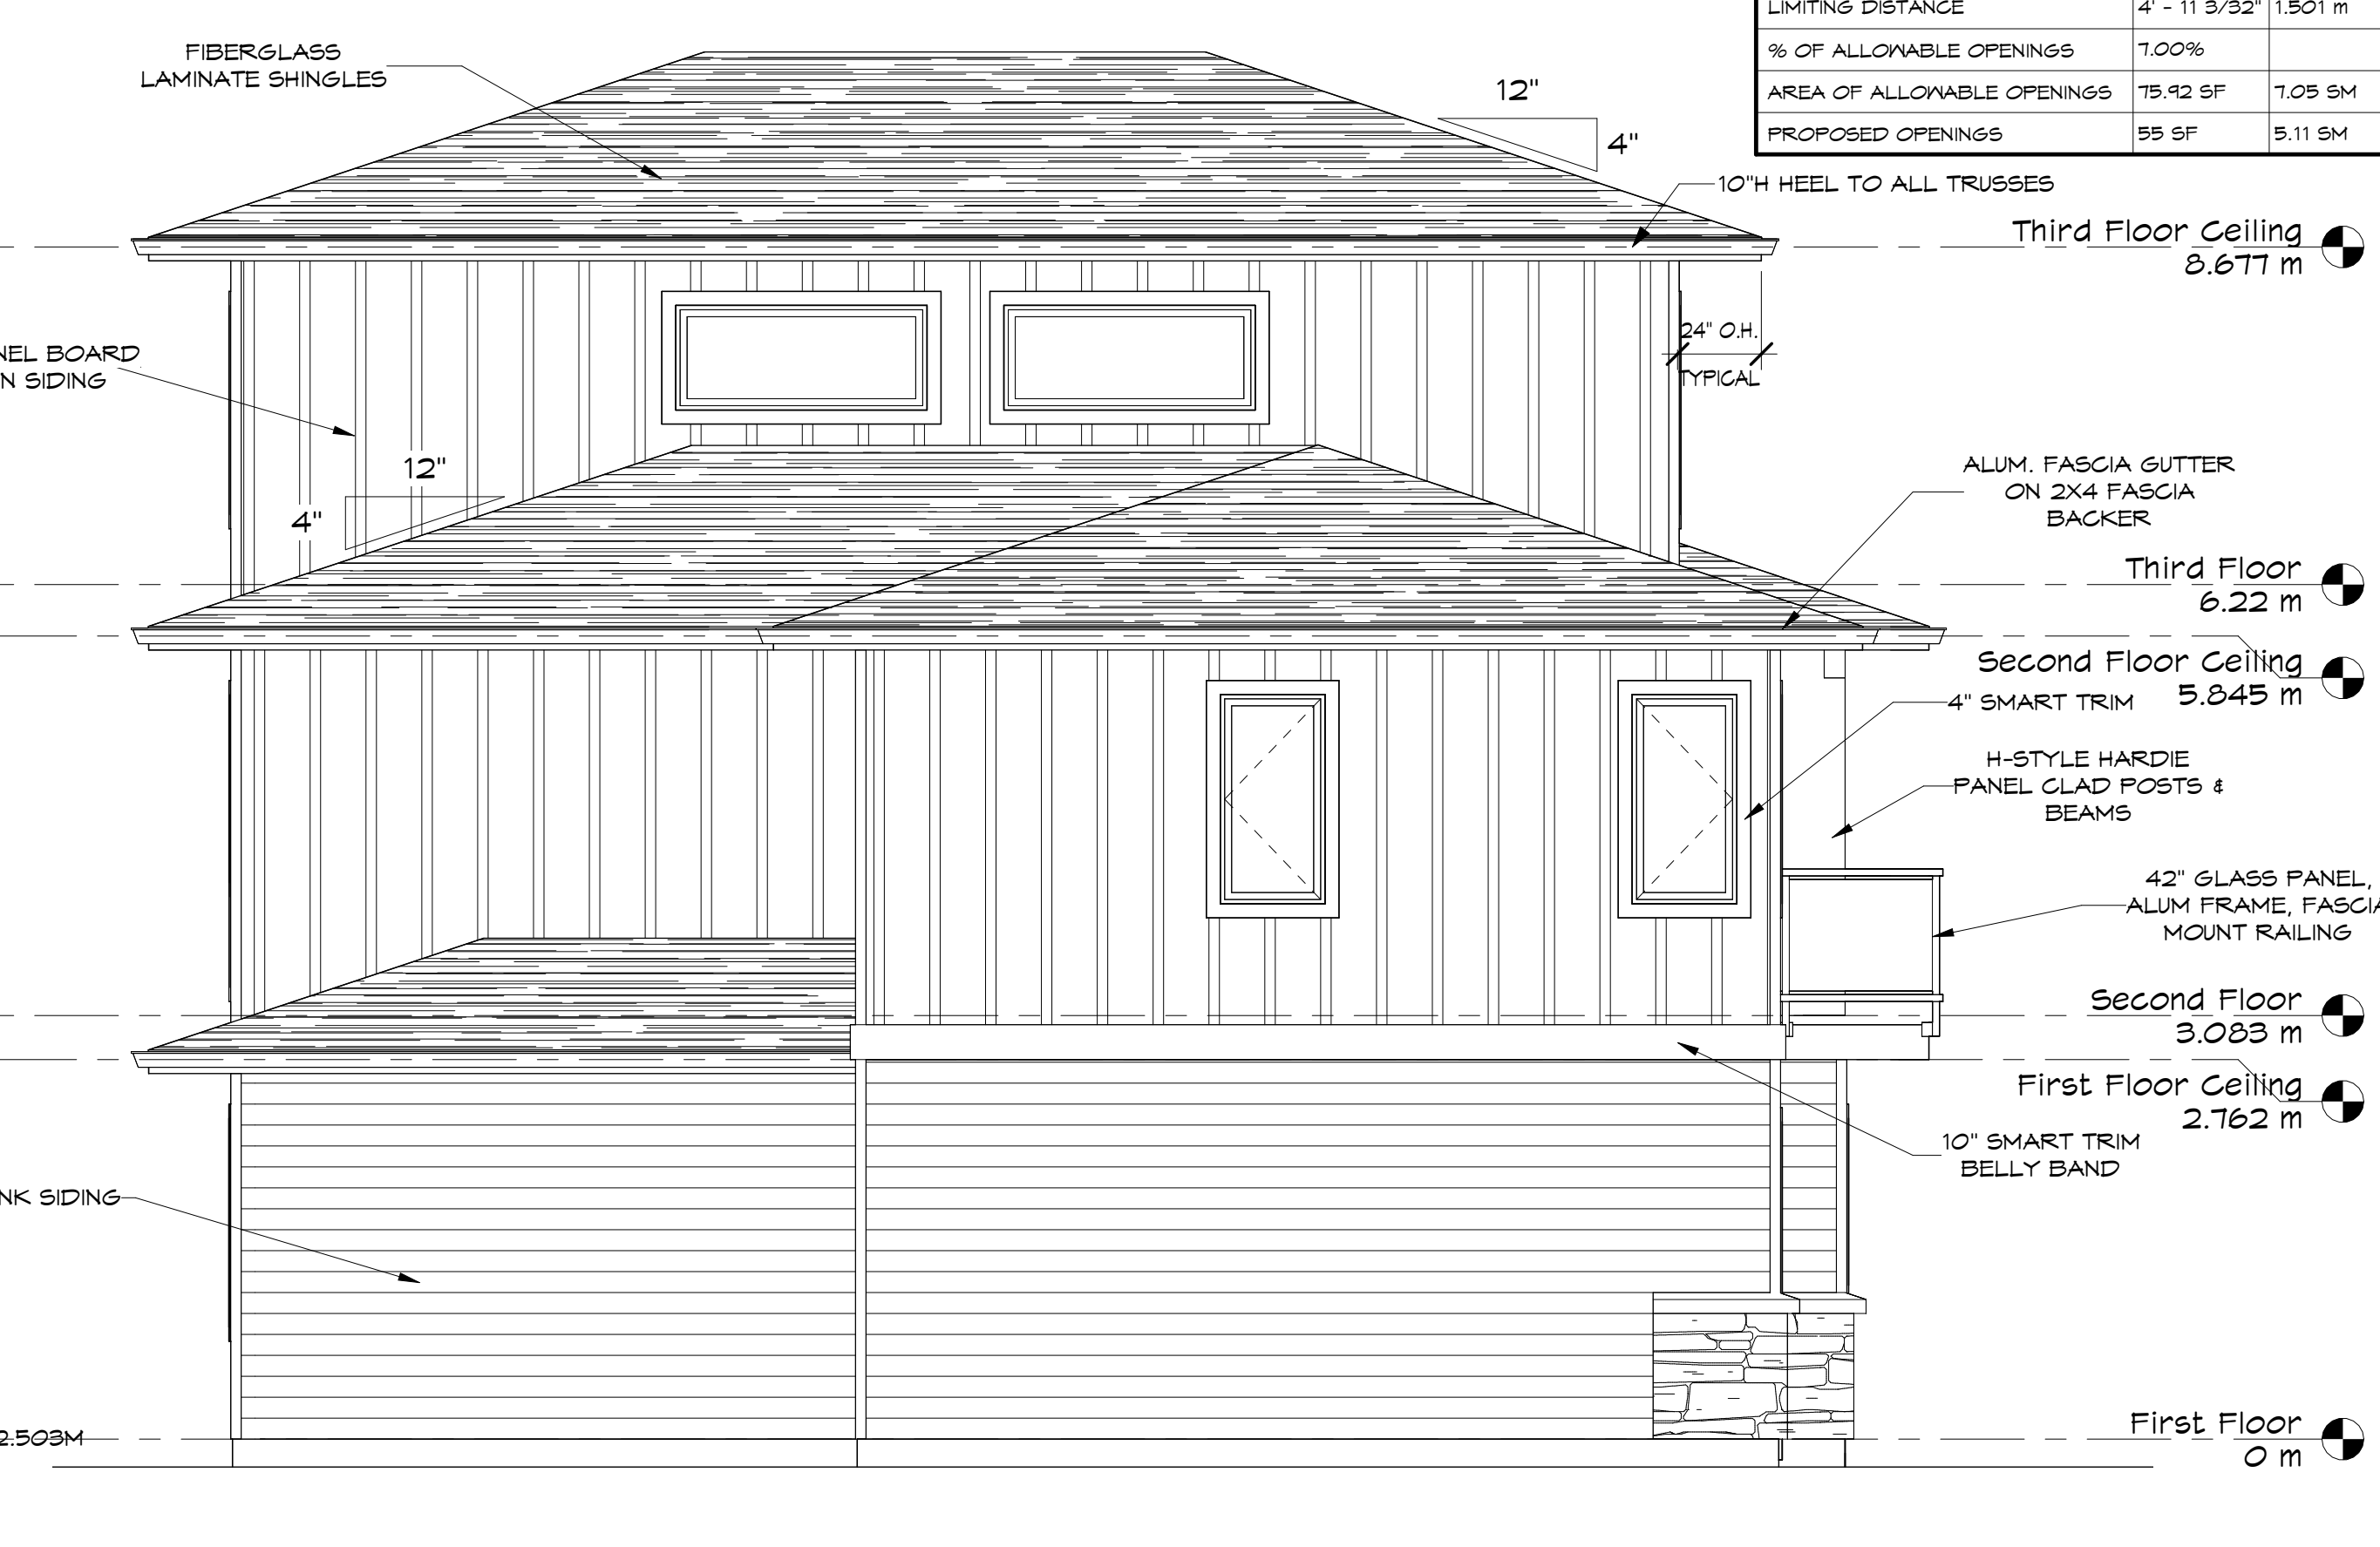 LIMITING DISTANCE 4' - 11 3/32" 1.501 m
% OF ALLOWABLE OPENINGS 7.00%
AREA OF ALLOWABLE OPENINGS 75.92 SF 7.05 SM
PROPOSED OPENINGS 55 SF 5.11 SM
FIBERGLASS
LAMINATE SHINGLES
12"
4"
10"H HEEL TO ALL TRUSSES
Third Floor Ceiling
8.677 m
24" O.H.
TYPICAL
NEL BOARD
N SIDING
12"
4"
ALUM. FASCIA GUTTER
ON 2X4 FASCIA
BACKER
Third Floor
6.22 m
Second Floor Ceiling
5.845 m
4" SMART TRIM
H-STYLE HARDIE
PANEL CLAD POSTS &
BEAMS
42" GLASS PANEL,
ALUM FRAME, FASCIA
MOUNT RAILING
Second Floor
3.083 m
First Floor Ceiling
2.762 m
10" SMART TRIM
BELLY BAND
NK SIDING
2.503M
First Floor
0 m